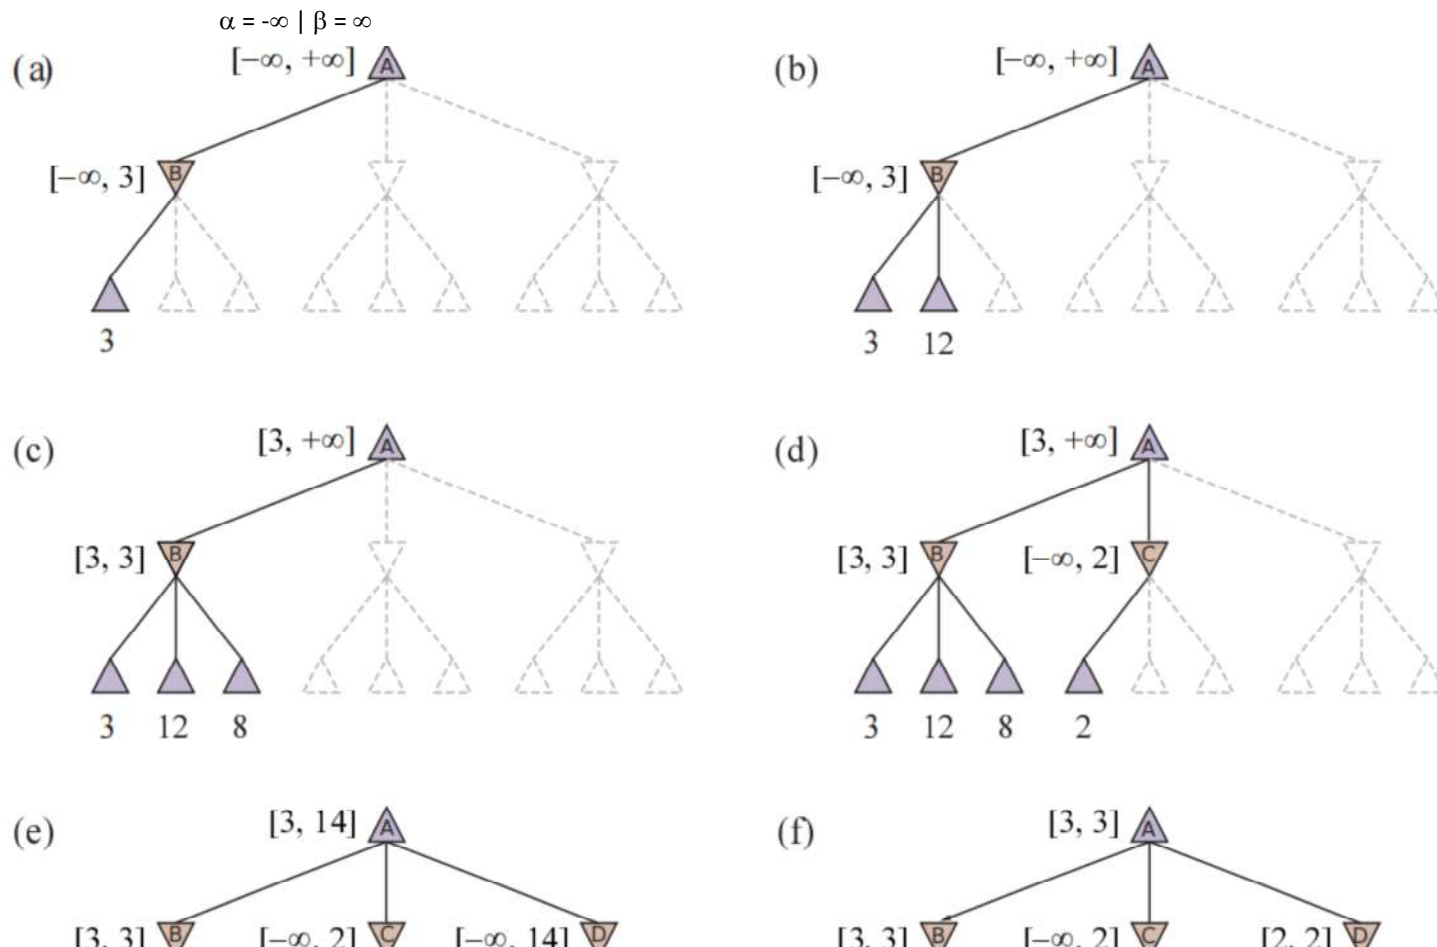 α = -∞ | β = ∞
(a) [−∞, +∞] A
(b) [−∞, +∞] A
[−∞, 3] B
[−∞, 3] B
3
3 12
(c) [3, +∞] A
(d) [3, +∞] A
[3, 3] B
[3, 3] B [−∞, 2] C
3 12 8
3 12 8 2
(e) [3, 14] A
(f) [3, 3] A
[3, 3] B [−∞, 2] C [−∞, 14] D
[3, 3] B [−∞, 2] C [2, 2] D